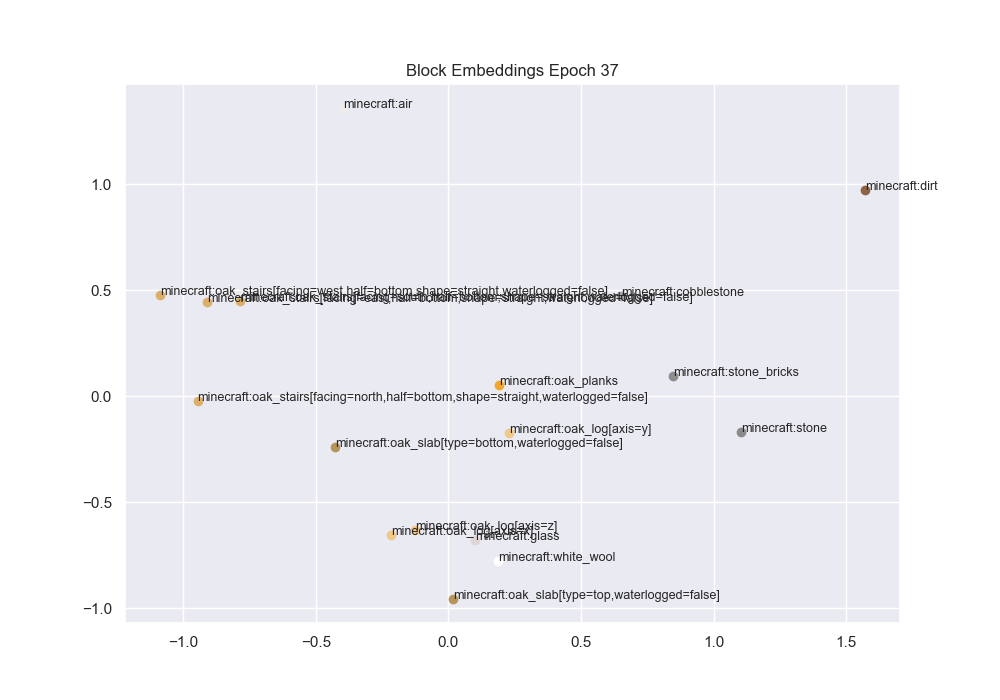 Block Embeddings Epoch 37
minecraft:air
1.0
minecraft:dirt
0.5
minecraft:oak_stairs[facing=west,half=bottom,shape=straight,waterlogged=false]
minecraft:cobblestone
0.0
minecraft:oak_planks
minecraft:stone_bricks
minecraft:oak_stairs[facing=north,half=bottom,shape=straight,waterlogged=false]
minecraft:oak_log[axis=y]
minecraft:stone
minecraft:oak_slab[type=bottom,waterlogged=false]
−0.5
minecraft:oak_log[axis=z]
minecraft:oak_log[axis=x]
minecraft:glass
minecraft:white_wool
minecraft:oak_slab[type=top,waterlogged=false]
−1.0
−1.0 −0.5 0.0 0.5 1.0 1.5